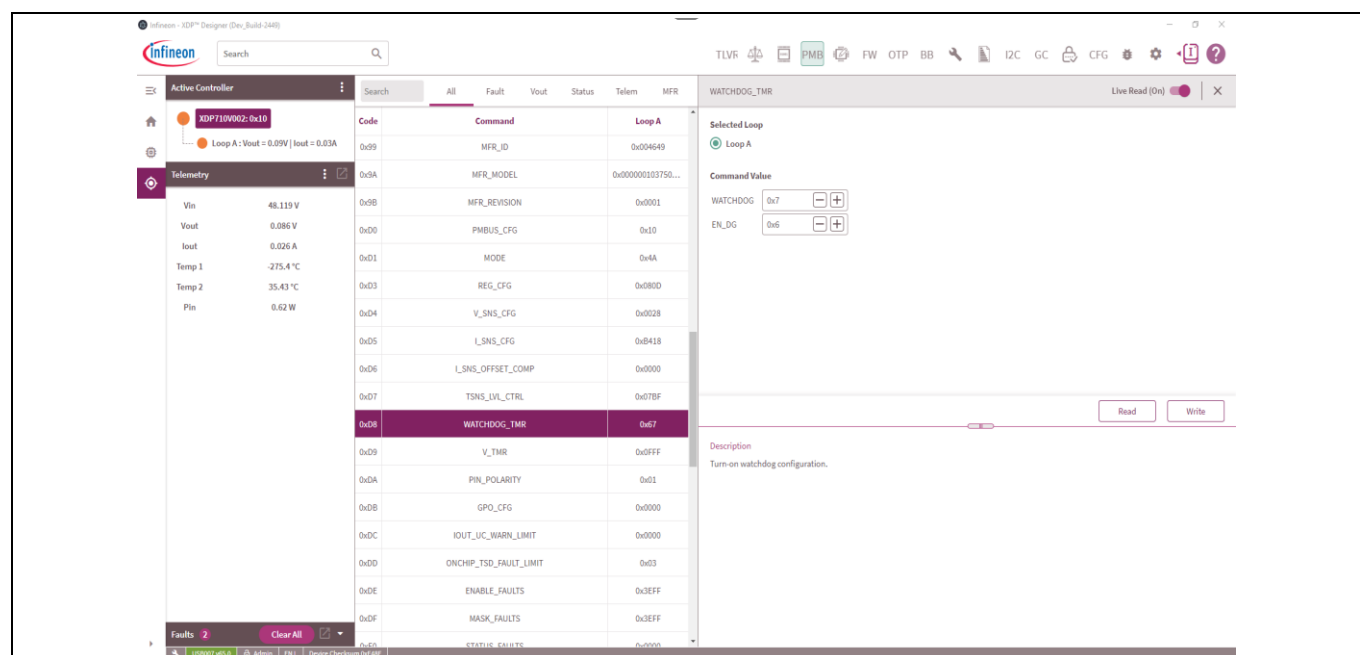 Infineon - XDP™ Designer (Dev_Build-2448)
infineon
Search
TLVR PMB FW OTP BB I2C GC CFG
Active Controller
XDP710V002: 0x10
Loop A : Vout = 0.09V | Iout = 0.03A
Telemetry
Vin 48.119 V
Vout 0.086 V
Iout 0.026 A
Temp 1 -275.4 °C
Temp 2 35.43 °C
Pin 0.62 W
Faults 2 Clear All
Search All Fault Vout Status Telem MFR
Code Command Loop A
0x99 MFR_ID 0x004649
0x9A MFR_MODEL 0x000000103750...
0x9B MFR_REVISION 0x0001
0xD0 PMBUS_CFG 0x10
0xD1 MODE 0x4A
0xD3 REG_CFG 0x080D
0xD4 V_SNS_CFG 0x0028
0xD5 I_SNS_CFG 0xB418
0xD6 I_SNS_OFFSET_COMP 0x0000
0xD7 TSNS_LVL_CTRL 0x07BF
0xD8 WATCHDOG_TMR 0x67
0xD9 V_TMR 0x0FFF
0xDA PIN_POLARITY 0x01
0xDB GPO_CFG 0x0000
0xDC IOUT_UC_WARN_LIMIT 0x0000
0xDD ONCHIP_TSD_FAULT_LIMIT 0x03
0xDE ENABLE_FAULTS 0x3EFF
0xDF MASK_FAULTS 0x3EFF
0xE0 STATUS_FAULTS 0x0000
WATCHDOG_TMR Live Read (On)
Selected Loop
Loop A
Command Value
WATCHDOG 0x7
EN_DG 0x6
Read Write
Description
Turn-on watchdog configuration.
Admin